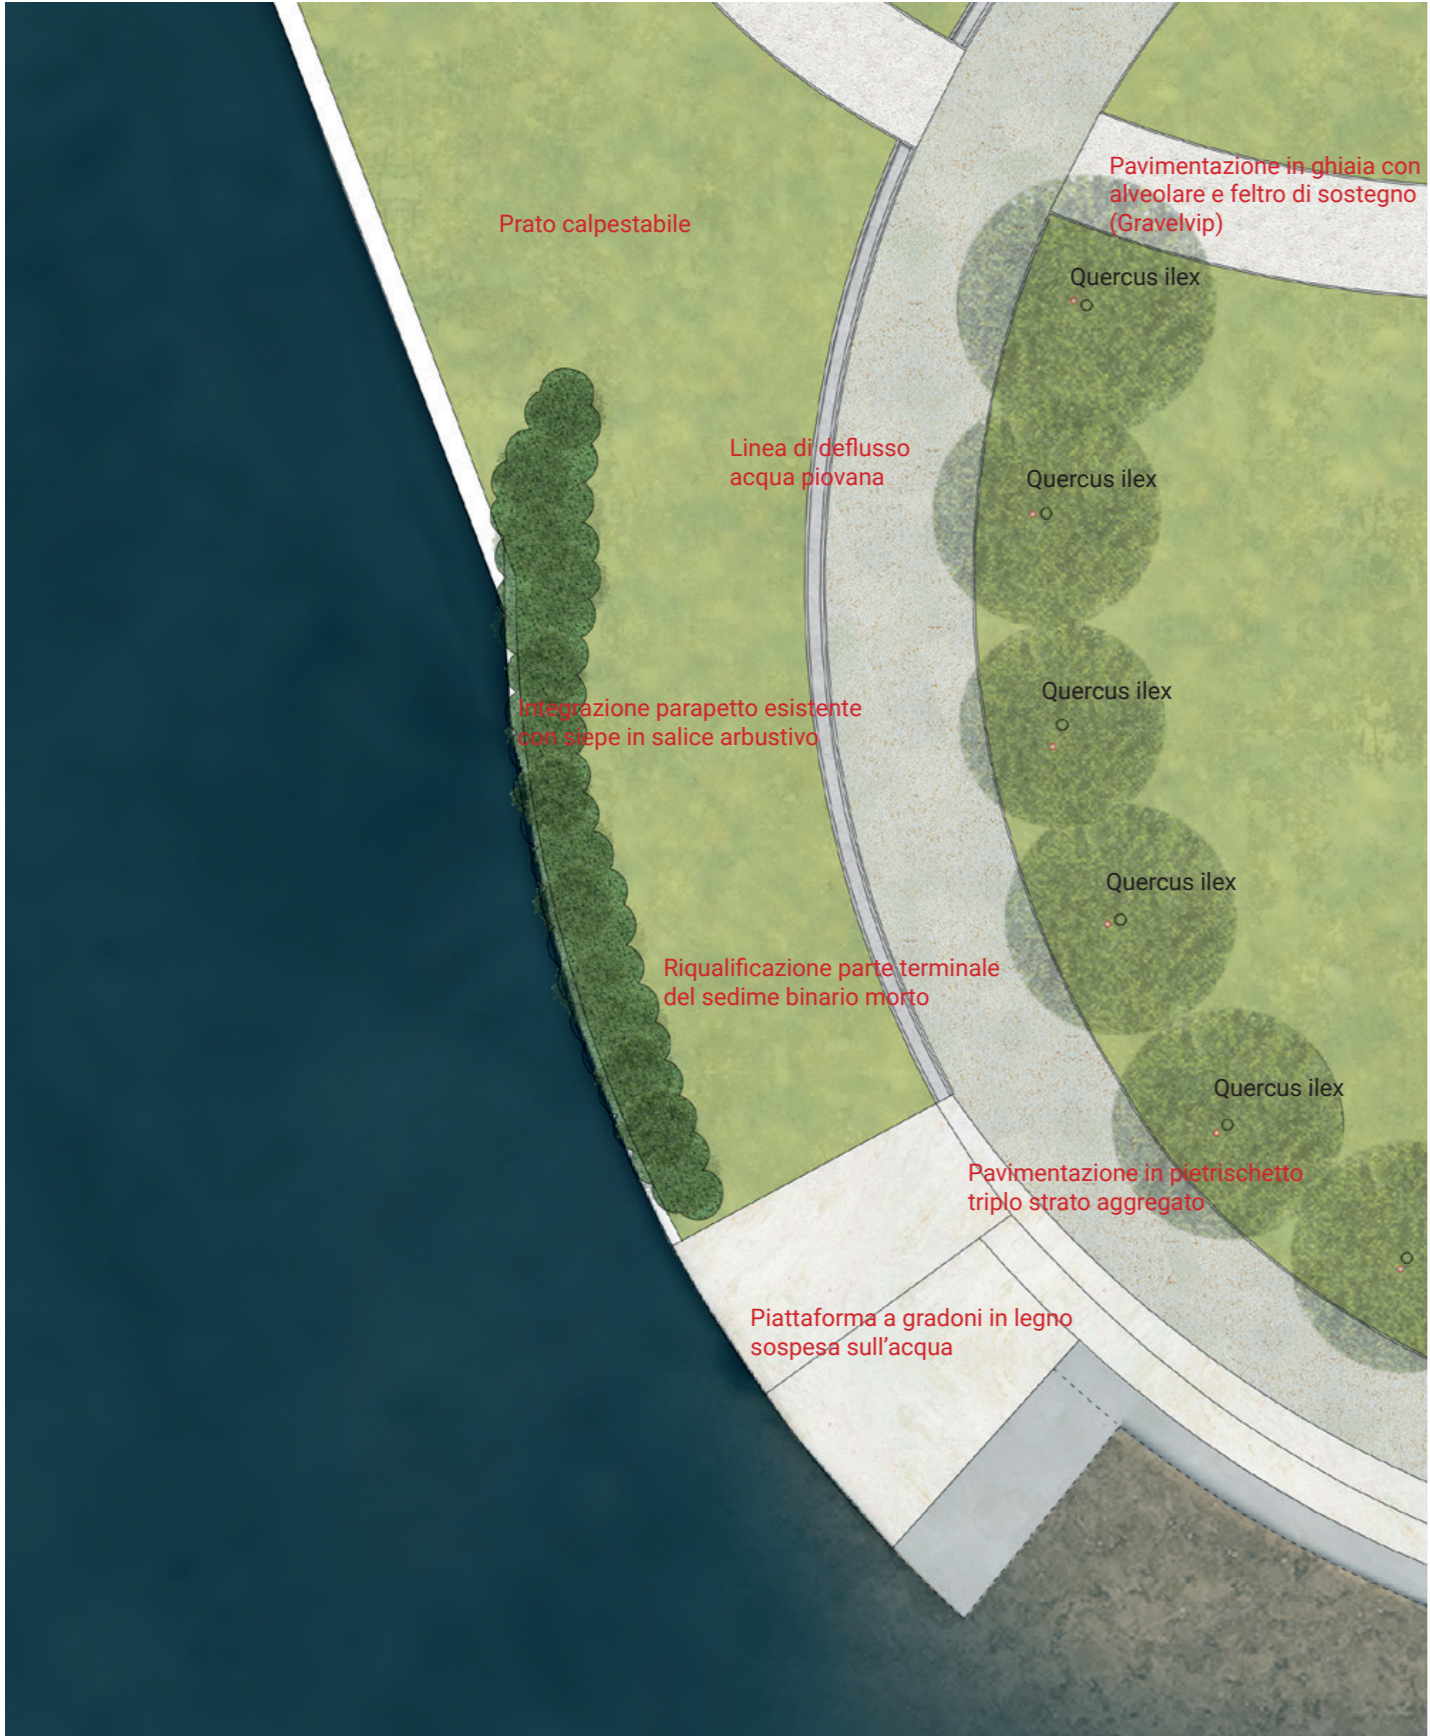 Pavimentazione in ghiaia con
alveolare e feltro di sostegno
(Gravelvip)
Prato calpestabile
Quercus ilex
Linea di deflusso
acqua piovana
Quercus ilex
Quercus ilex
Integrazione parapetto esistente
con siepe in salice arbustivo
Quercus ilex
Riqualificazione parte terminale
del sedime binario morto
Quercus ilex
Pavimentazione in pietrischetto
triplo strato aggregato
Piattaforma a gradoni in legno
sospesa sull’acqua